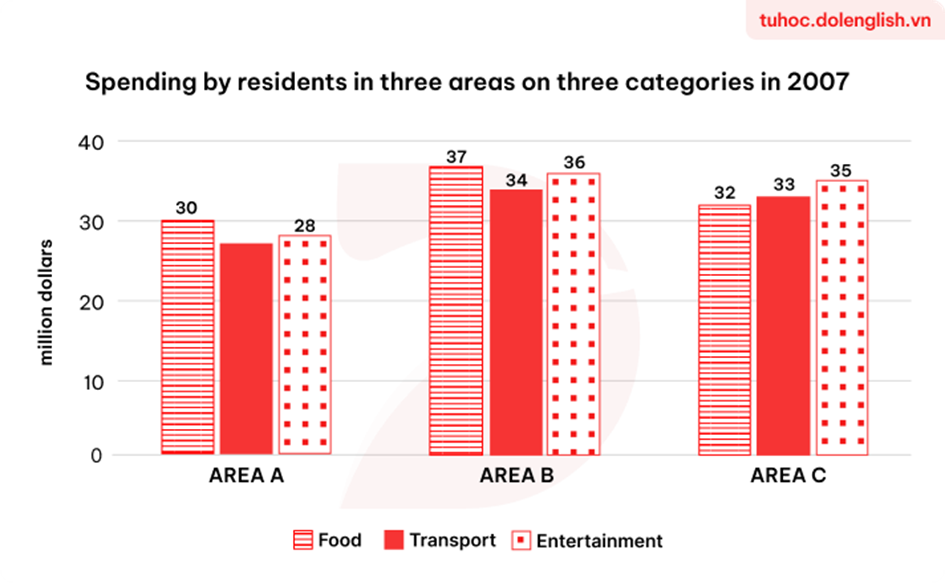 tuhoc.dolenglish.vn
Spending by residents in three areas on three categories in 2007
million dollars
40
30
20
10
0
30
28
37
34
36
32
33
35
AREA A
AREA B
AREA C
Food
Transport
Entertainment